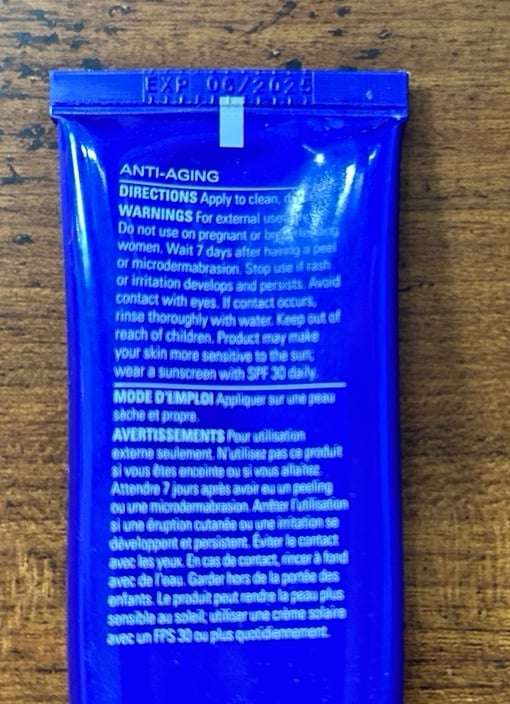 EXP 06/2025
ANTI-AGING
DIRECTIONS Apply to clean,
WARNINGS For external use
Do not use on pregnant or
women. Wait 7 days after having a peel
or microdermabrasion. Stop use if rash
or irritation develops and persists. Avoid
contact with eyes. If contact occurs,
rinse thoroughly with water. Keep out of
reach of children. Product may make
your skin more sensitive to the sun;
wear a sunscreen with SPF 30 daily.
MODE D'EMPLOI Appliquer sur une peau
sèche et propre.
AVERTISSEMENTS Pour utilisation
externe seulement. N'utilisez pas ce produit
si vous êtes enceinte ou si vous allaitez.
Attendre 7 jours après avoir eu un peeling
ou une microdermabrasion. Arrêter l'utilisation
si une éruption cutanée ou une irritation se
développent et persistent. Éviter le contact
avec les yeux. En cas de contact, rincer à fond
avec de l'eau. Garder hors de la portée des
enfants. Le produit peut rendre la peau plus
sensible au soleil; utiliser une crème solaire
avec un FPS 30 ou plus quotidiennement.